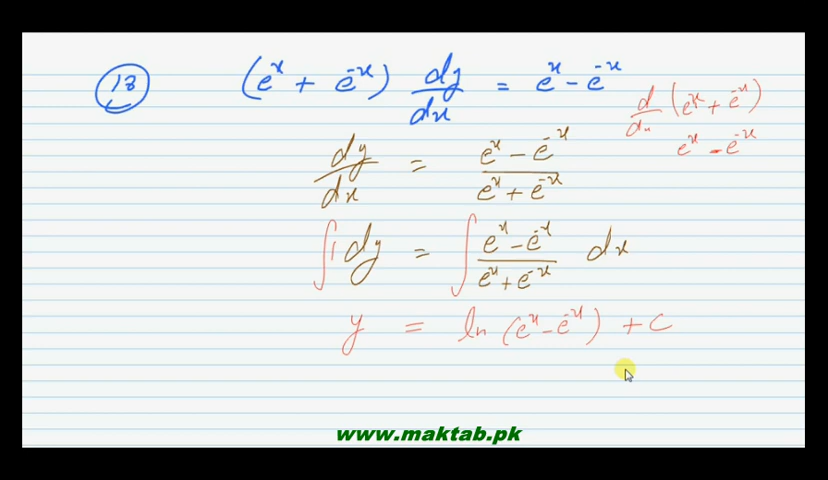 18 (e^x + e^-x) dy/dx = e^x - e^-x
d/dx (e^x + e^-x)
e^x - e^-x
dy/dx = (e^x - e^-x)/(e^x + e^-x)
∫1 dy = ∫ (e^x - e^-x)/(e^x + e^-x) dx
y = ln (e^x - e^-x) + c
www.maktab.pk